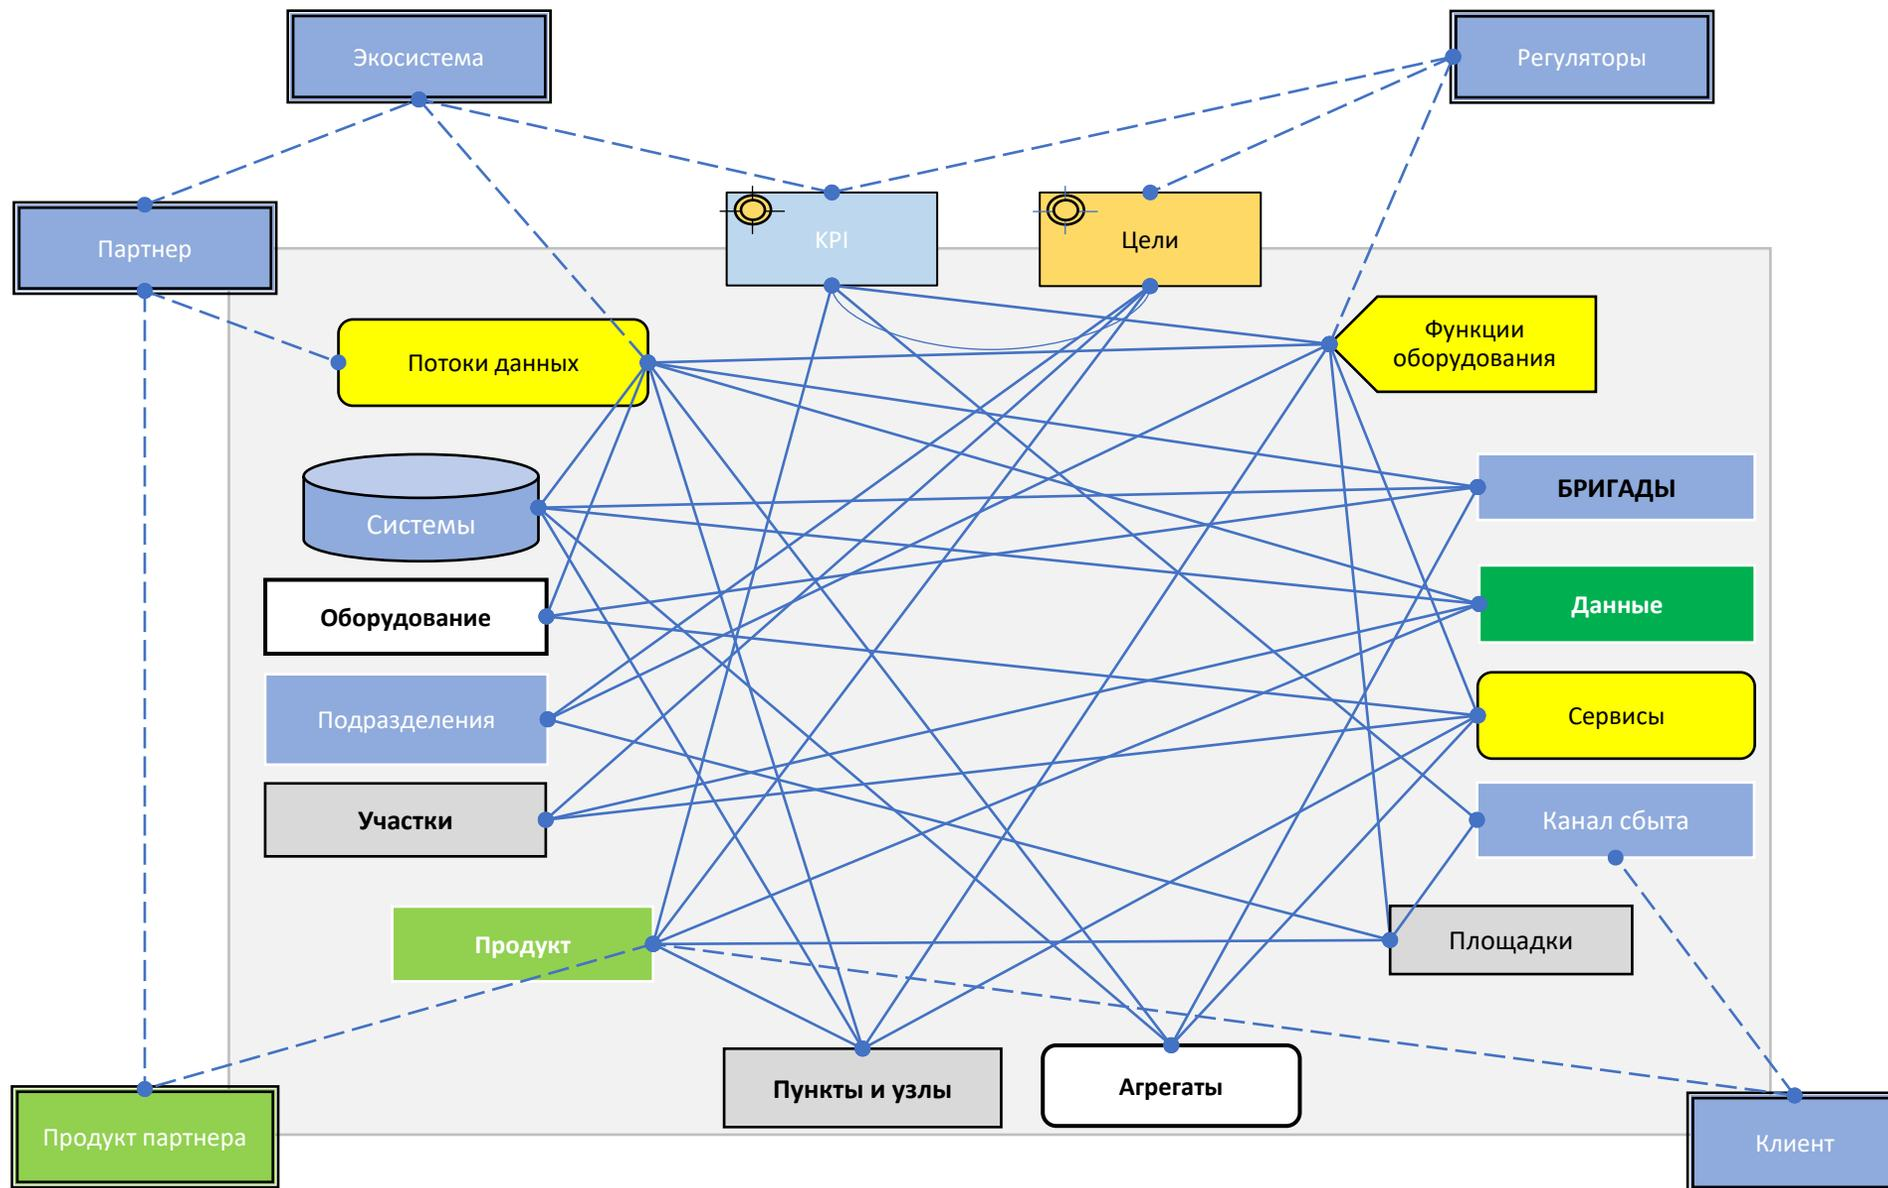 Экосистема
Регуляторы
Партнер
KPI
Цели
Потоки данных
Функции
оборудования
Системы
БРИГАДЫ
Оборудование
Данные
Подразделения
Сервисы
Участки
Канал сбыта
Продукт
Площадки
Пункты и узлы
Агрегаты
Продукт партнера
Клиент